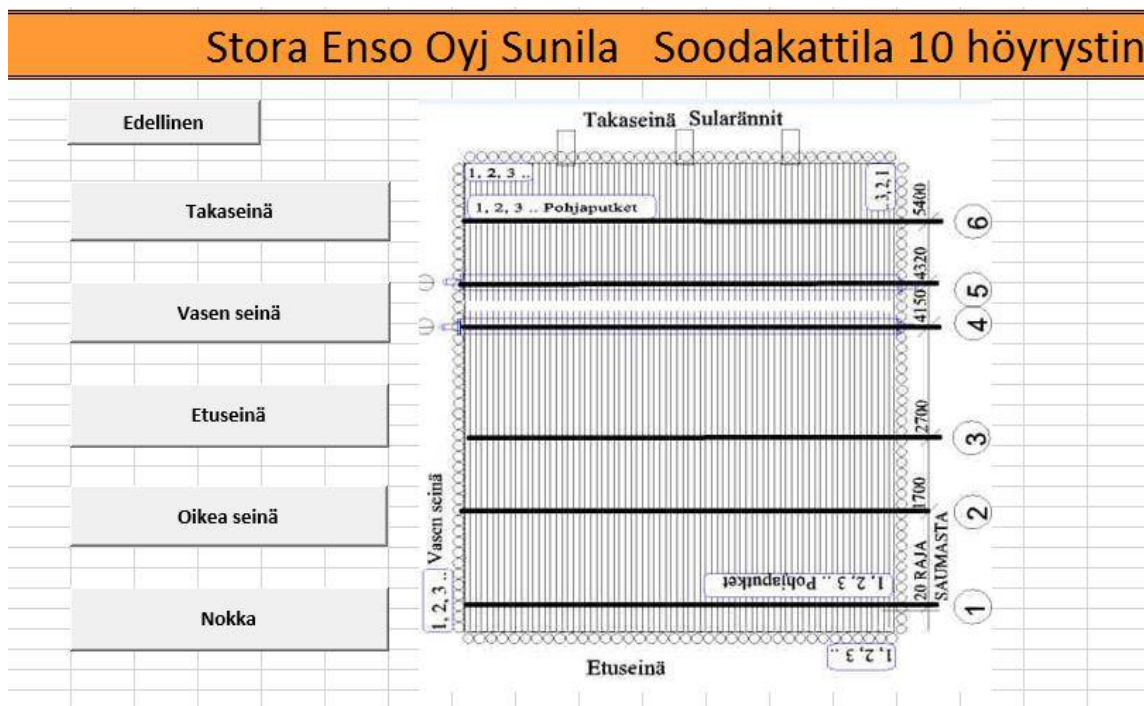 Stora Enso Oyj Sunila Soodakattila 10 höyrystin
Edellinen
Takaseinä
Vasen seinä
Etuseinä
Oikea seinä
Nokka
Takaseinä Sularännit
1, 2, 3 ..
..3,2,1
1, 2, 3 .. Pohjaputket
5400
6
4320
5
4150
4
2700
3
1700
2
Vasen seinä
1, 2, 3 ..
1, 2, 3 .. Pohjaputket
20 RAJA
SAUMASTA
1
1, 2, 3 ..
Etuseinä